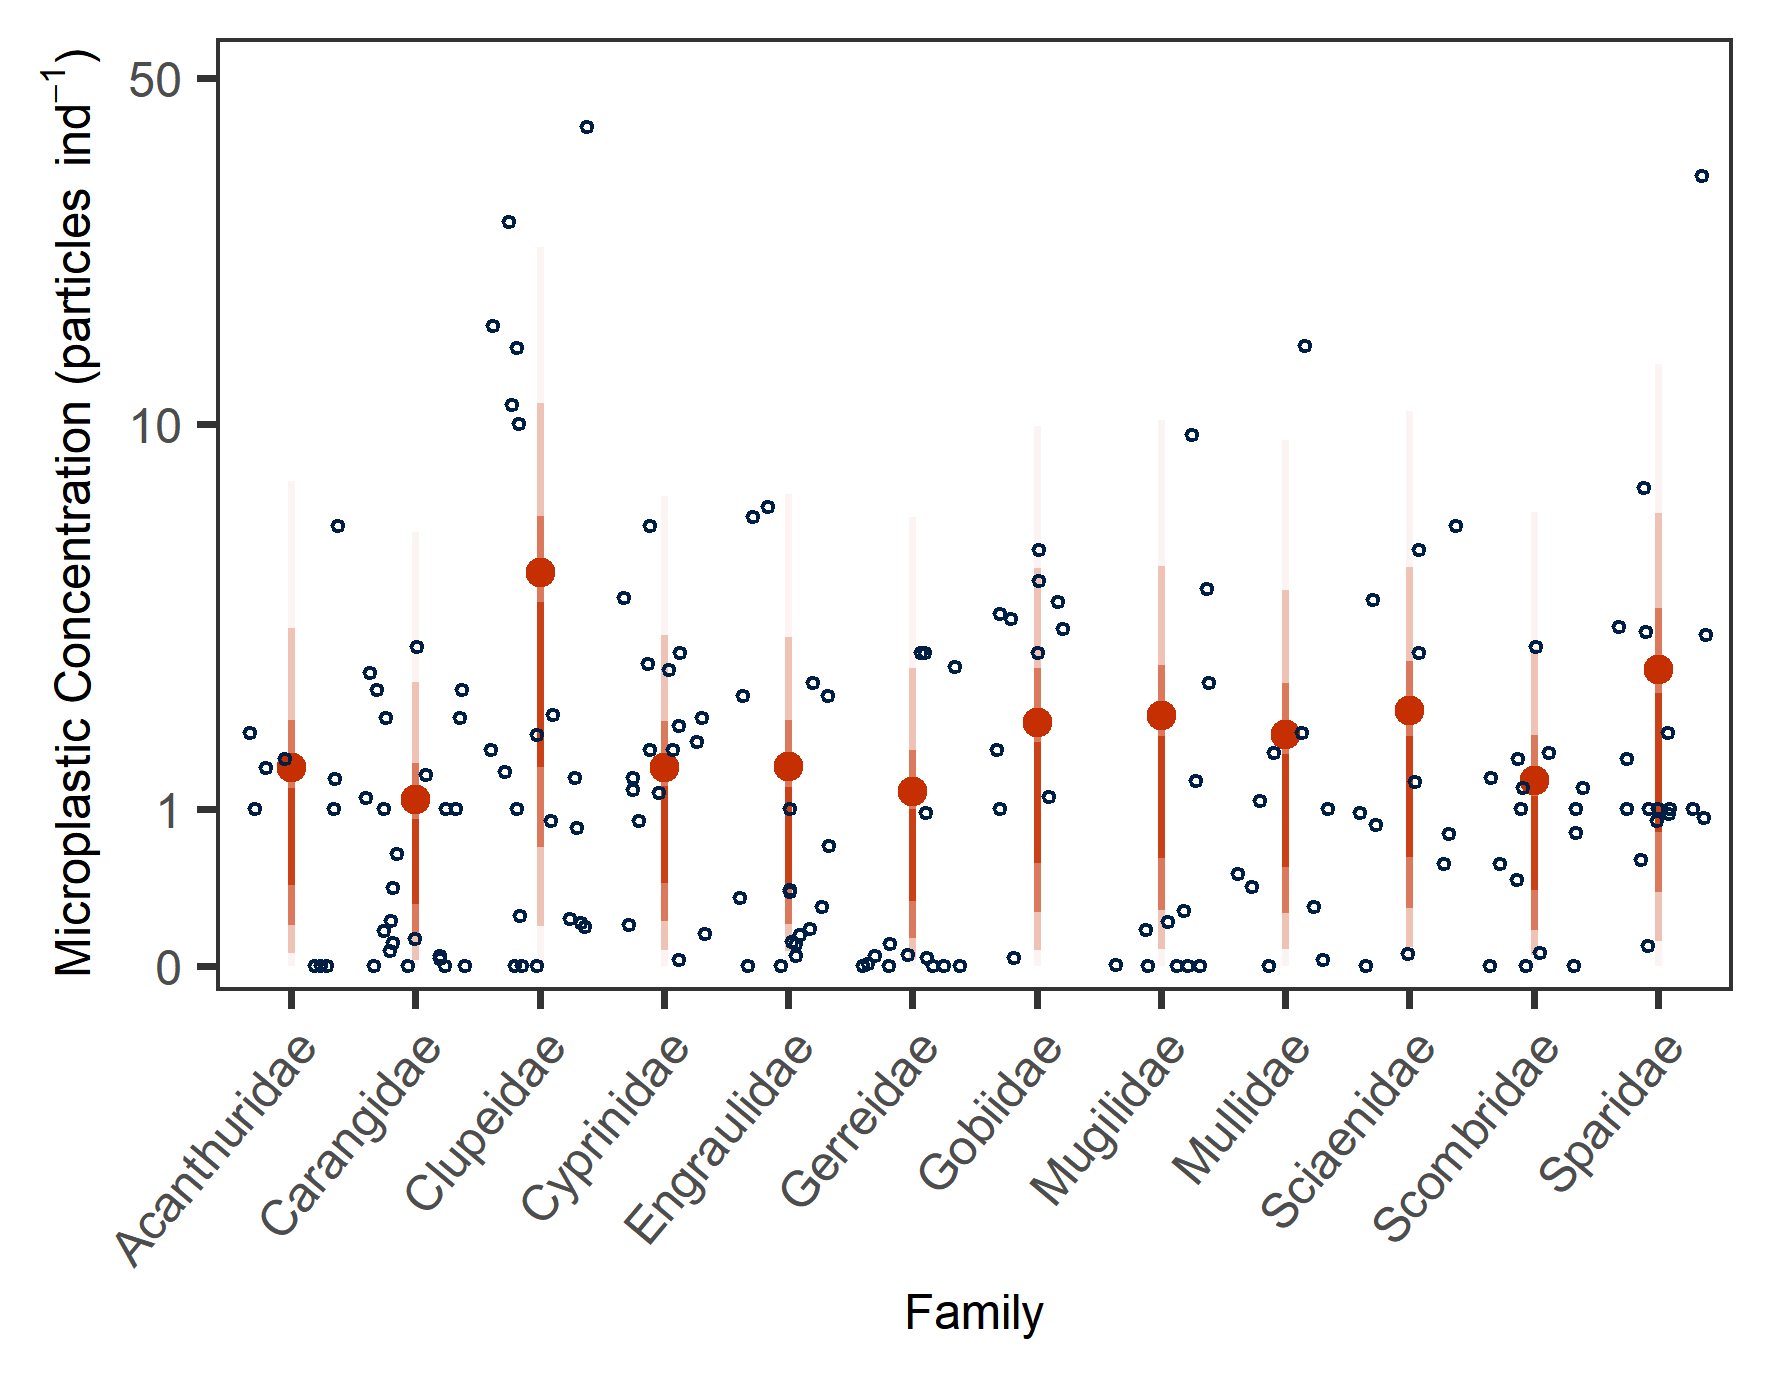 Microplastic Concentration (particles ind⁻¹)
50
10
1
0
Acanthuridae
Carangidae
Clupeidae
Cyprinidae
Engraulidae
Gerreidae
Gobiidae
Mugilidae
Mullidae
Sciaenidae
Scombridae
Sparidae
Family